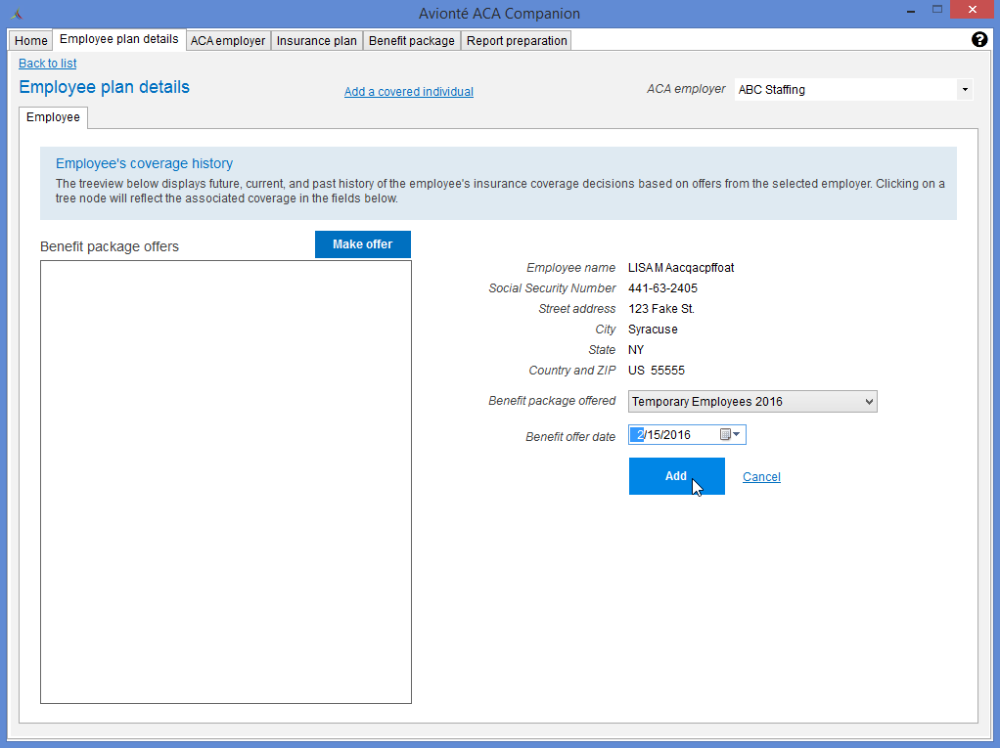 Avionté ACA Companion
Home Employee plan details ACA employer Insurance plan Benefit package Report preparation ?
Back to list
Employee plan details
Add a covered individual
ACA employer ABC Staffing
Employee
Employee's coverage history
The treeview below displays future, current, and past history of the employee's insurance coverage decisions based on offers from the selected employer. Clicking on a
tree node will reflect the associated coverage in the fields below.
Benefit package offers
Make offer
Employee name LISA M Aacqacpffoat
Social Security Number 441-63-2405
Street address 123 Fake St.
City Syracuse
State NY
Country and ZIP US 55555
Benefit package offered Temporary Employees 2016
Benefit offer date 2/15/2016
Add Cancel